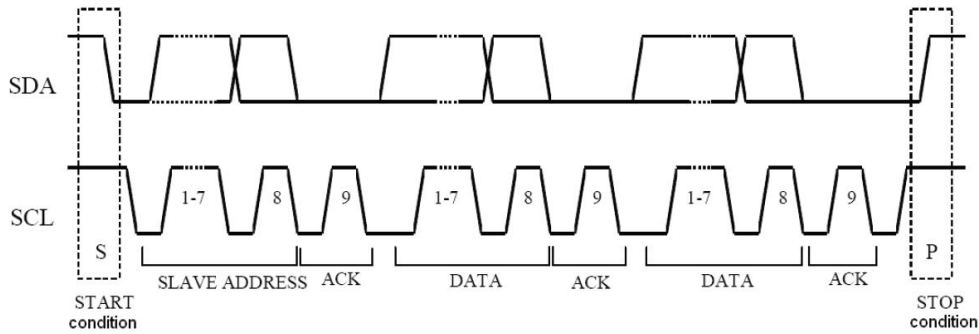 SDA
SCL
1-7 8 9 1-7 8 9 1-7 8 9
S P
SLAVE ADDRESS ACK DATA ACK DATA ACK
START STOP
condition condition